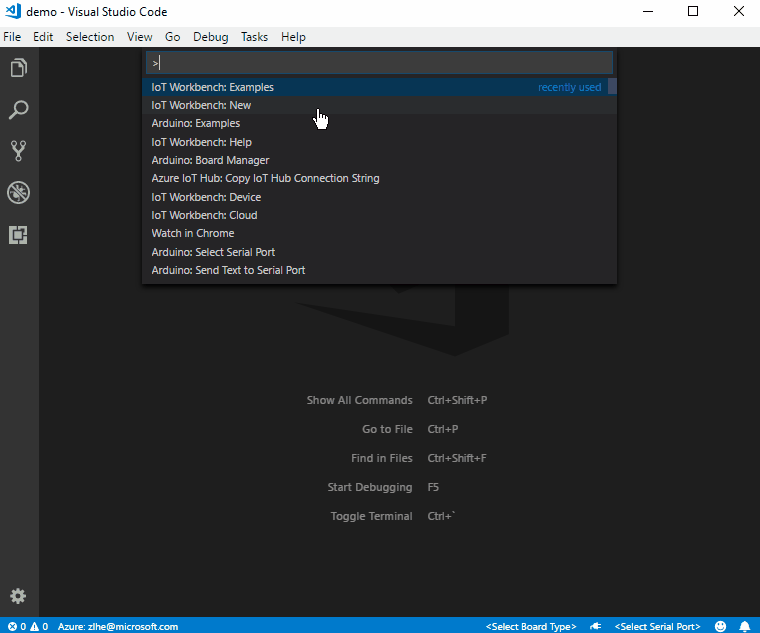 demo - Visual Studio Code
File Edit Selection View Go Debug Tasks Help
>
IoT Workbench: Examples recently used
IoT Workbench: New
Arduino: Examples
IoT Workbench: Help
Arduino: Board Manager
Azure IoT Hub: Copy IoT Hub Connection String
IoT Workbench: Device
IoT Workbench: Cloud
Watch in Chrome
Arduino: Select Serial Port
Arduino: Send Text to Serial Port
Show All Commands Ctrl+Shift+P
Go to File Ctrl+P
Find in Files Ctrl+Shift+F
Start Debugging F5
Toggle Terminal Ctrl+`
0 0 Azure: zlhe@microsoft.com <Select Board Type> <Select Serial Port>